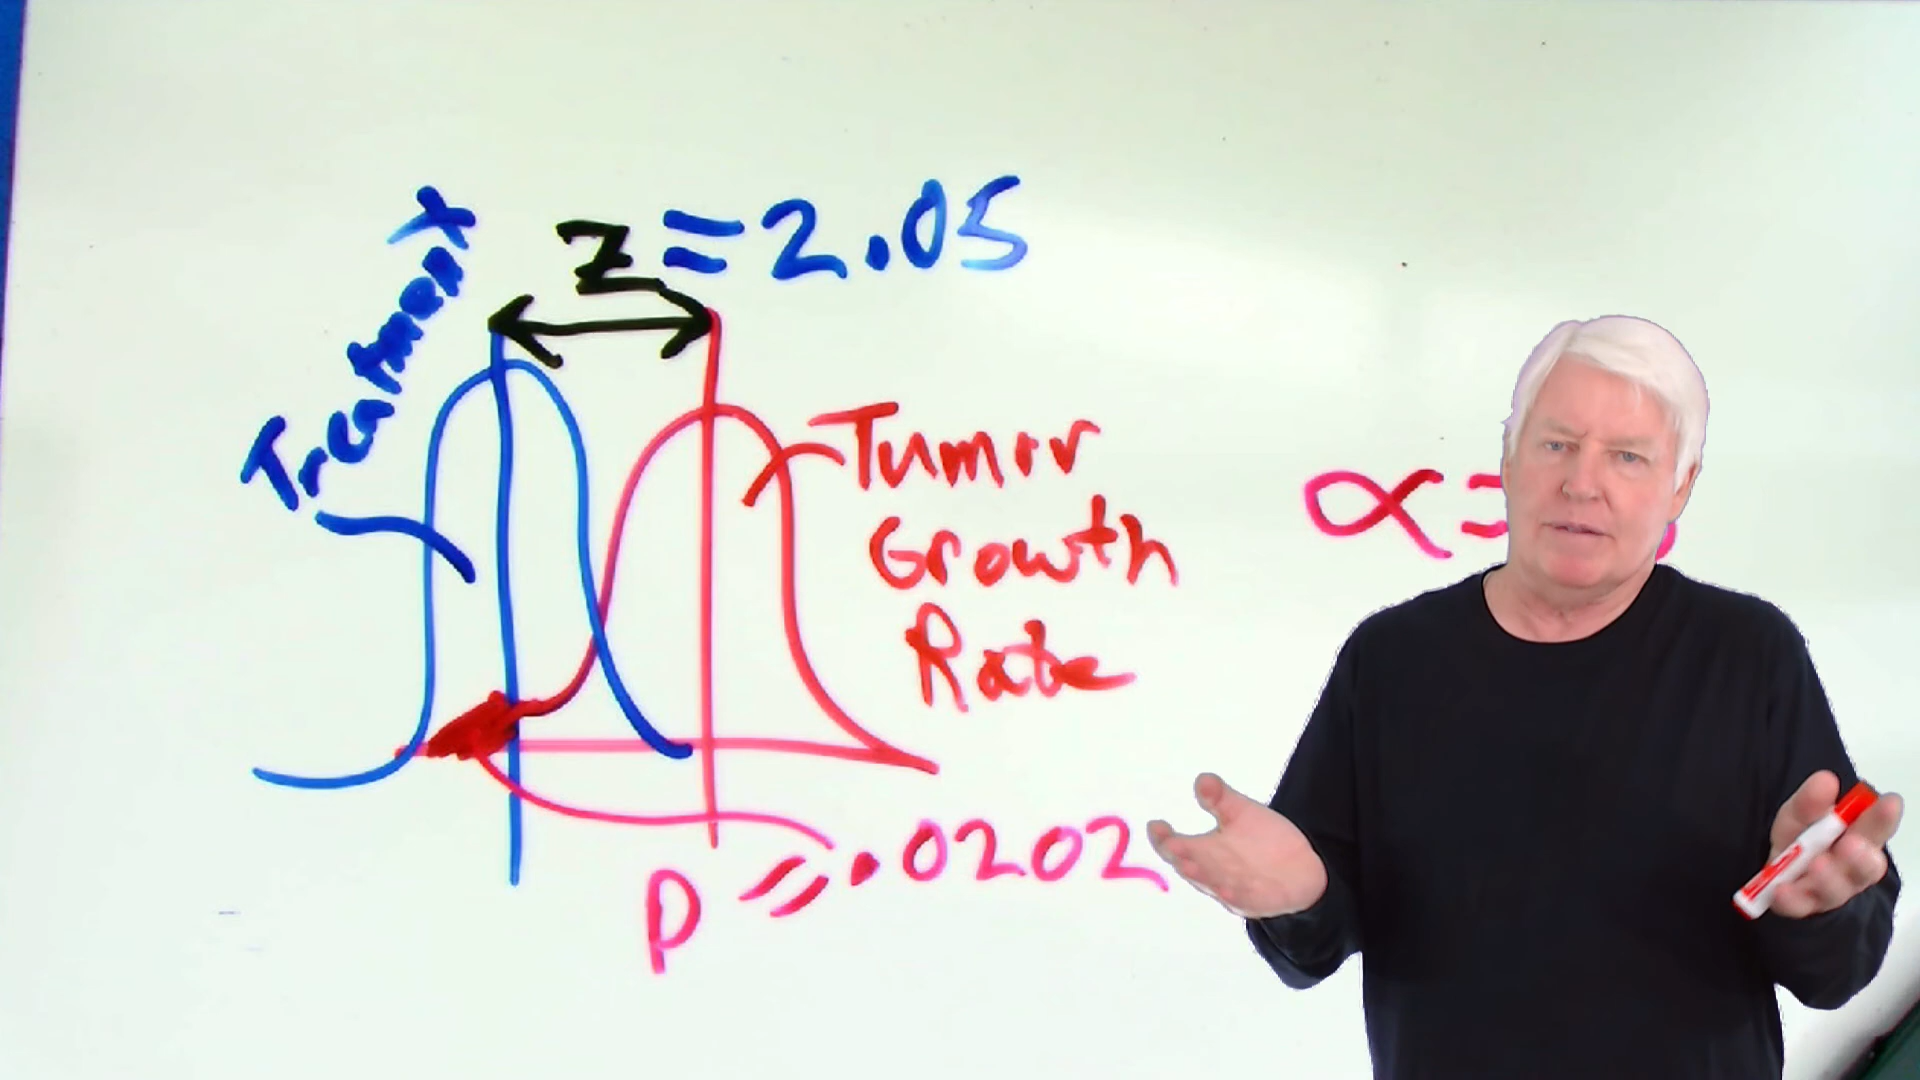 Treatment
Z = 2.05
Tumor
Growth
Rate
α =
p = .0202